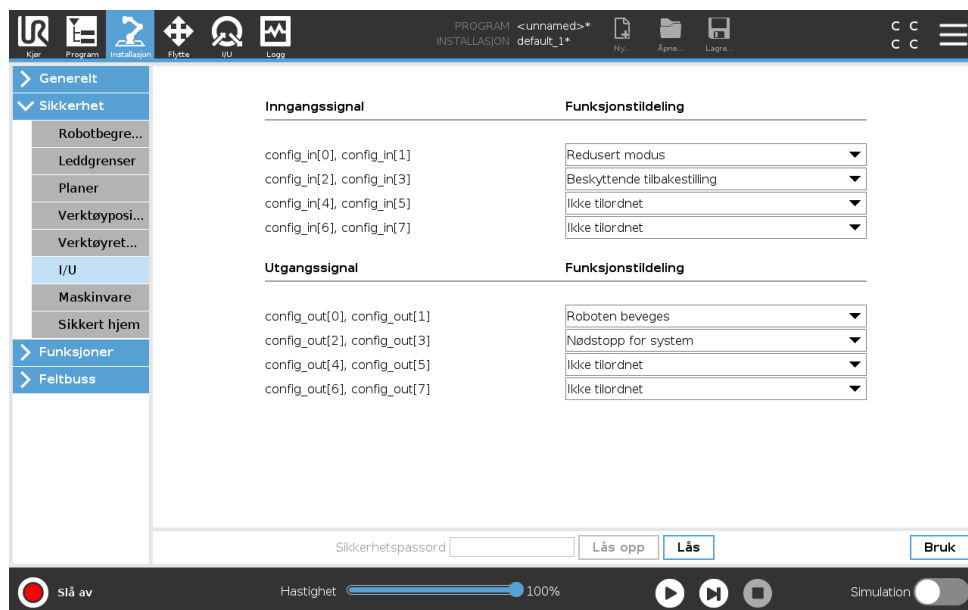 UR
PROGRAM <unnamed>*
INSTALLASJON default_1*
Kjør Program Installasjon Flytte I/U Logg
Ny... Åpne... Lagre...
C C
C C
Generelt
Sikkerhet
Robotbegre...
Leddgrenser
Planer
Verktøyposi...
Verktøyret...
I/U
Maskinvare
Sikkert hjem
Funksjoner
Feltbuss
Inngangssignal Funksjonstildeling
config_in[0], config_in[1] Redusert modus
config_in[2], config_in[3] Beskyttende tilbakestilling
config_in[4], config_in[5] Ikke tilordnet
config_in[6], config_in[7] Ikke tilordnet
Utgangssignal Funksjonstildeling
config_out[0], config_out[1] Roboten beveges
config_out[2], config_out[3] Nødstopp for system
config_out[4], config_out[5] Ikke tilordnet
config_out[6], config_out[7] Ikke tilordnet
Sikkerhetspassord Lås opp Lås Bruk
Slå av Hastighet 100% Simulation